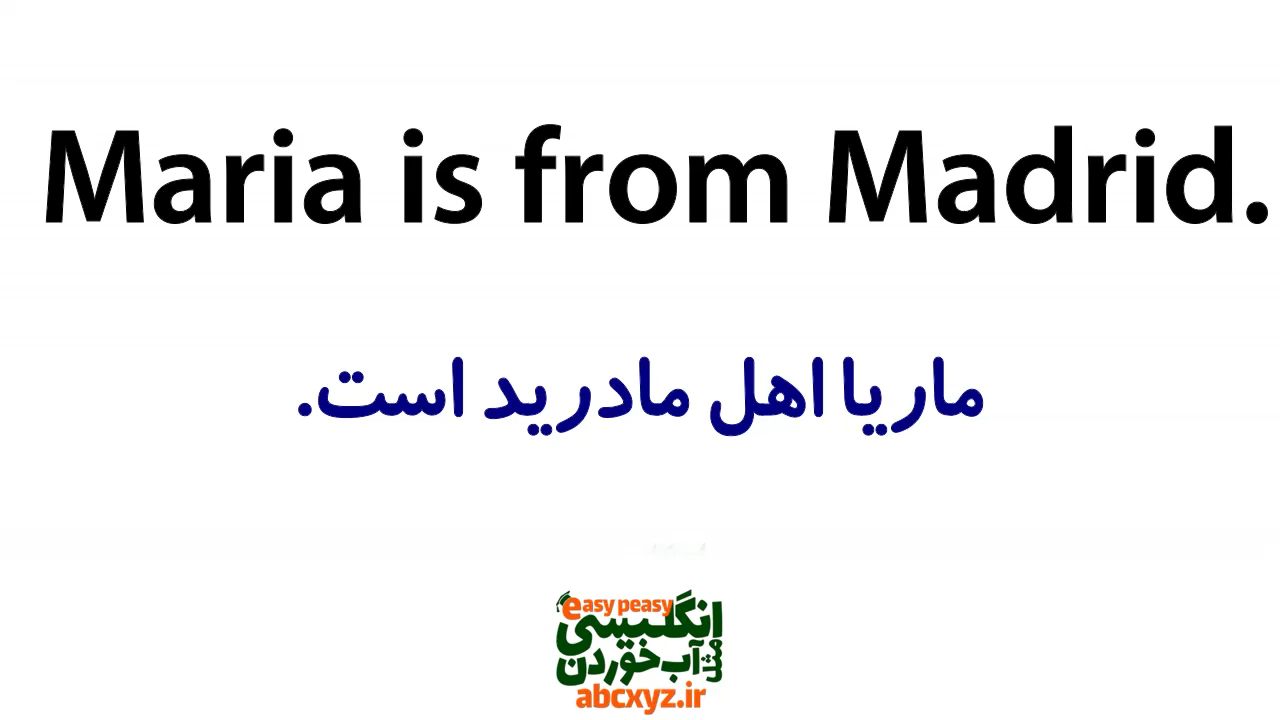 Maria is from Madrid.
ماریا اهل مادرید است.
easy peasy
انگلیسی
مثل آب خوردن
abcxyz.ir